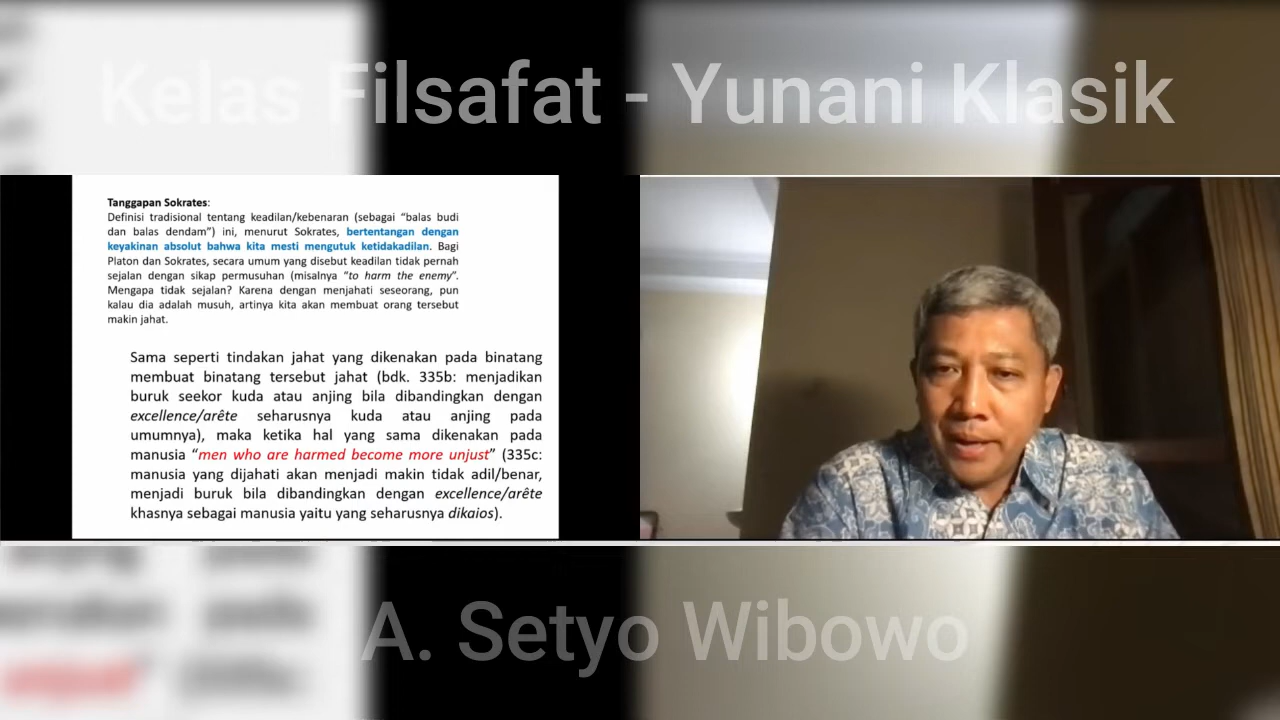 Kelas Filsafat - Yunani Klasik
Tanggapan Sokrates:
Definisi tradisional tentang keadilan/kebenaran (sebagai “balas budi
dan balas dendam”) ini, menurut Sokrates, bertentangan dengan
keyakinan absolut bahwa kita mesti mengutuk ketidakadilan. Bagi
Platon dan Sokrates, secara umum yang disebut keadilan tidak pernah
sejalan dengan sikap permusuhan (misalnya “to harm the enemy”.
Mengapa tidak sejalan? Karena dengan menjahati seseorang, pun
kalau dia adalah musuh, artinya kita akan membuat orang tersebut
makin jahat.
Sama seperti tindakan jahat yang dikenakan pada binatang
membuat binatang tersebut jahat (bdk. 335b: menjadikan
buruk seekor kuda atau anjing bila dibandingkan dengan
excellence/arête seharusnya kuda atau anjing pada
umumnya), maka ketika hal yang sama dikenakan pada
manusia “men who are harmed become more unjust” (335c:
manusia yang dijahati akan menjadi makin tidak adil/benar,
menjadi buruk bila dibandingkan dengan excellence/arête
khasnya sebagai manusia yaitu yang seharusnya dikaios).
A. Setyo Wibowo